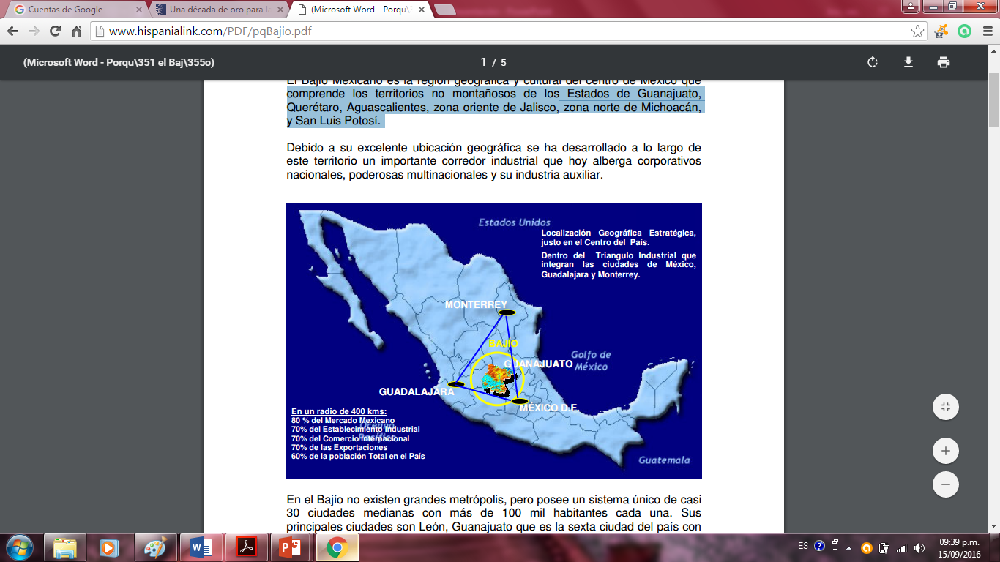 Cuentas de Google
Una década de oro para l
(Microsoft Word - Porqu\3
www.hispanialink.com/PDF/pqBajio.pdf
(Microsoft Word - Porqu\351 el Baj\355o)
1 / 5
El Bajío Mexicano es la región geográfica y cultural del centro de México que
comprende los territorios no montañosos de los Estados de Guanajuato,
Querétaro, Aguascalientes, zona oriente de Jalisco, zona norte de Michoacán,
y San Luis Potosí.
Debido a su excelente ubicación geográfica se ha desarrollado a lo largo de
este territorio un importante corredor industrial que hoy alberga corporativos
nacionales, poderosas multinacionales y su industria auxiliar.
Estados Unidos
Localización Geográfica Estratégica,
justo en el Centro del País.
Dentro del Triangulo Industrial que
integran las ciudades de México,
Guadalajara y Monterrey.
MONTERREY
BAJÍO
Golfo de
México
GUANAJUATO
GUADALAJARA
MÉXICO D.F.
En un radio de 400 kms:
80 % del Mercado Mexicano
Océano
70% del Establecimiento Industrial
Pacífico
70% del Comercio Internacional
70% de las Exportaciones
60% de la población Total en el País
Guatemala
En el Bajío no existen grandes metrópolis, pero posee un sistema único de casi
30 ciudades medianas con más de 100 mil habitantes cada una. Sus
principales ciudades son León, Guanajuato que es la sexta ciudad del país con
ES
09:39 p.m.
15/09/2016